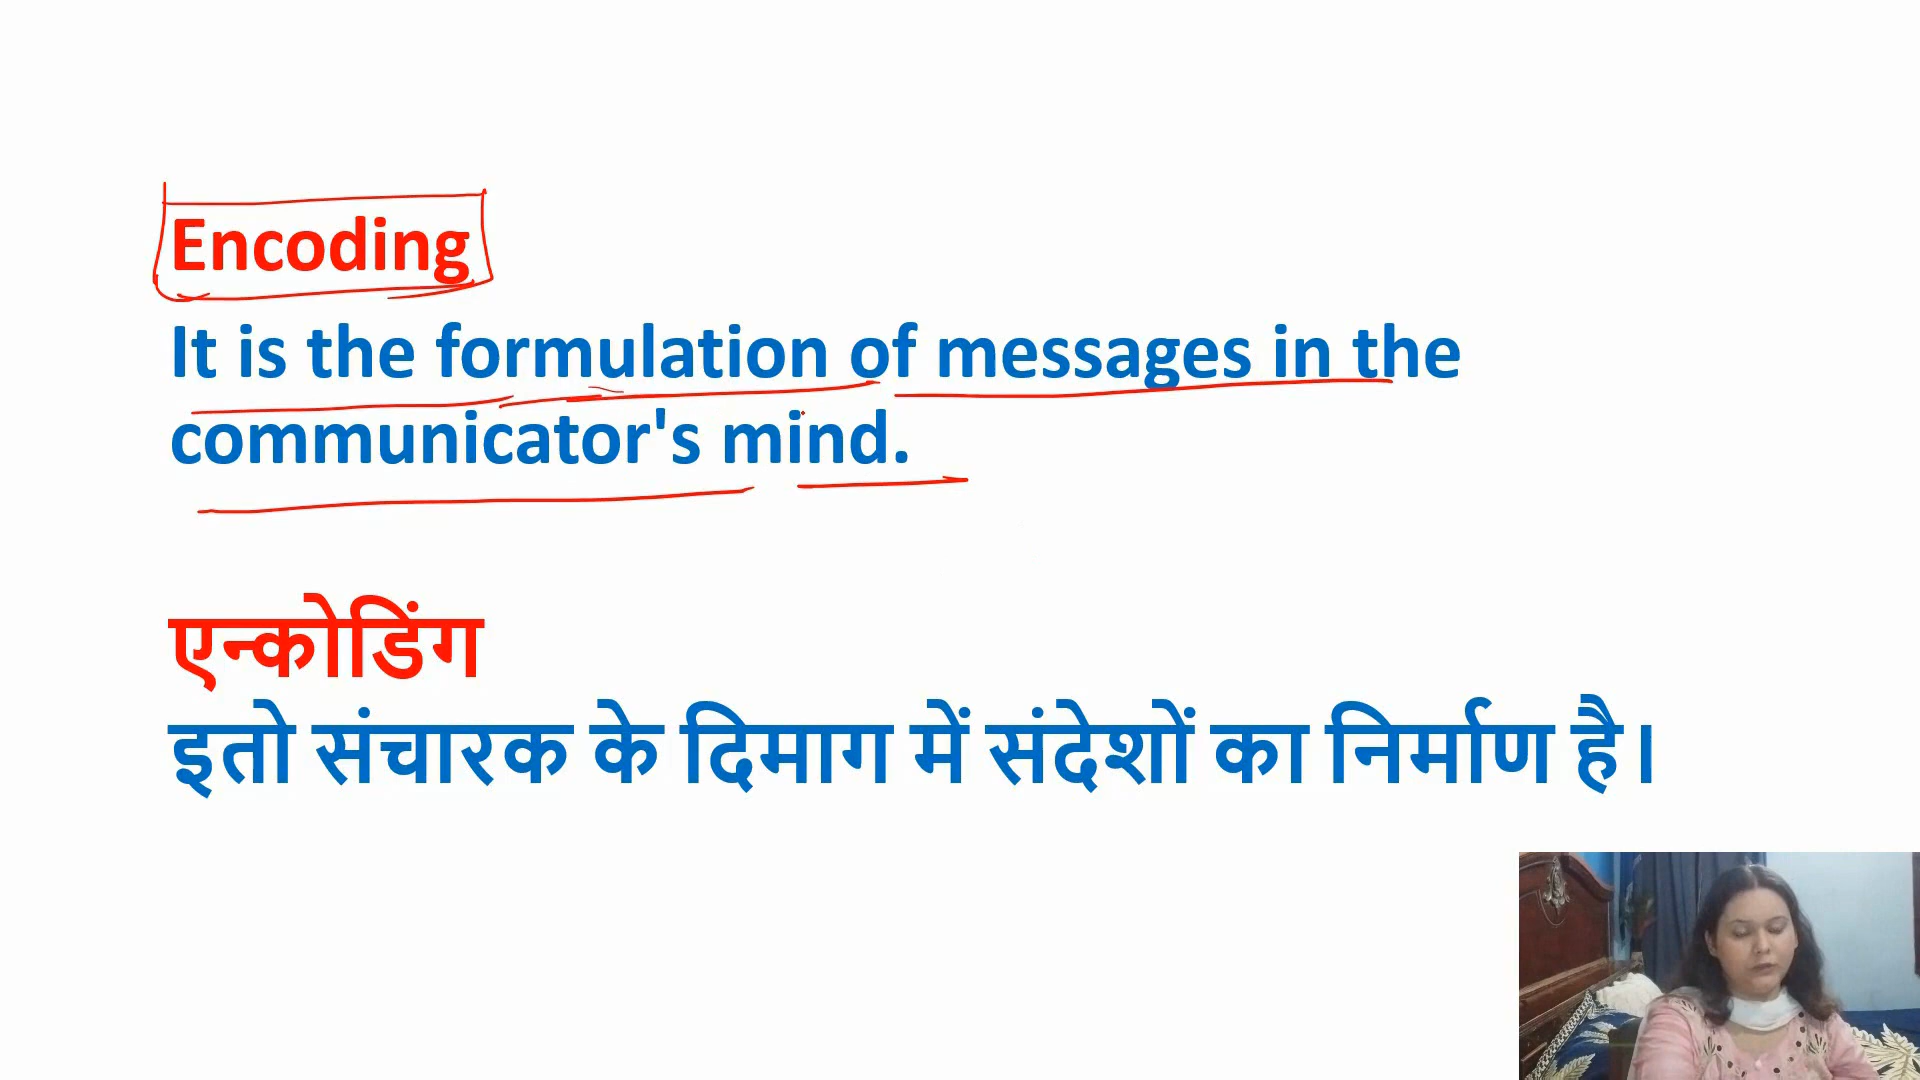 Encoding
It is the formulation of messages in the
communicator's mind.
एन्कोडिंग
इतो संचारक के दिमाग में संदेशों का निर्माण है।